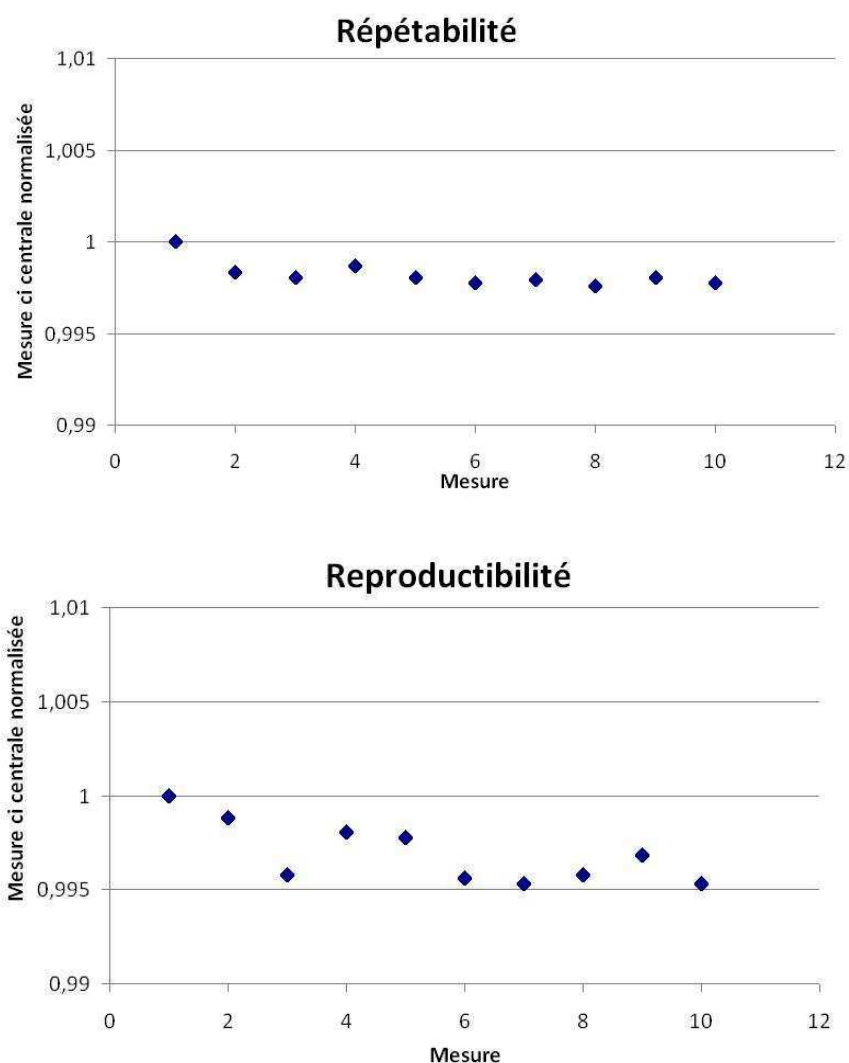 Répétabilité
Mesure ci centrale normalisée
1,01
1,005
1
0,995
0,99
0 2 4 6 8 10 12
Mesure
Reproductibilité
Mesure ci centrale normalisée
1,01
1,005
1
0,995
0,99
0 2 4 6 8 10 12
Mesure